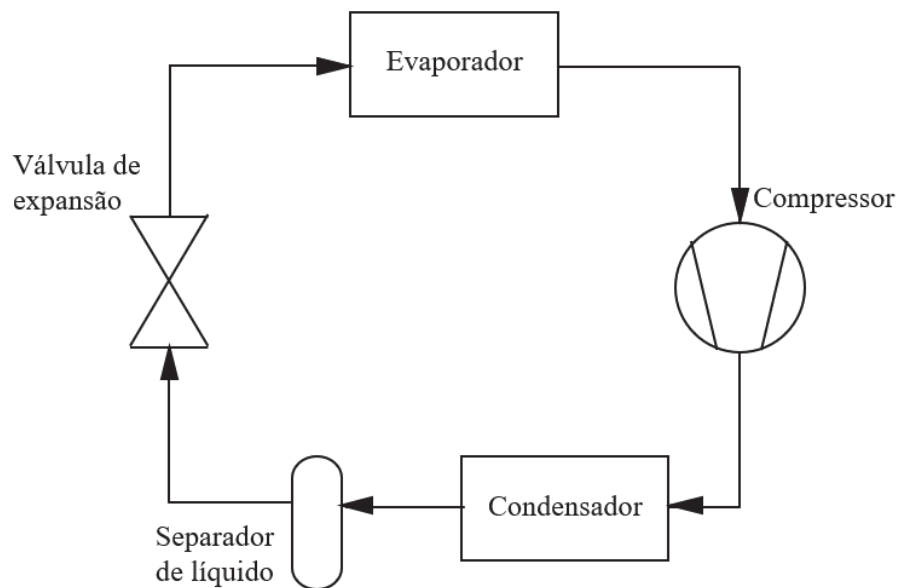 Evaporador
Válvula de
expansão
Compressor
Condensador
Separador
de líquido